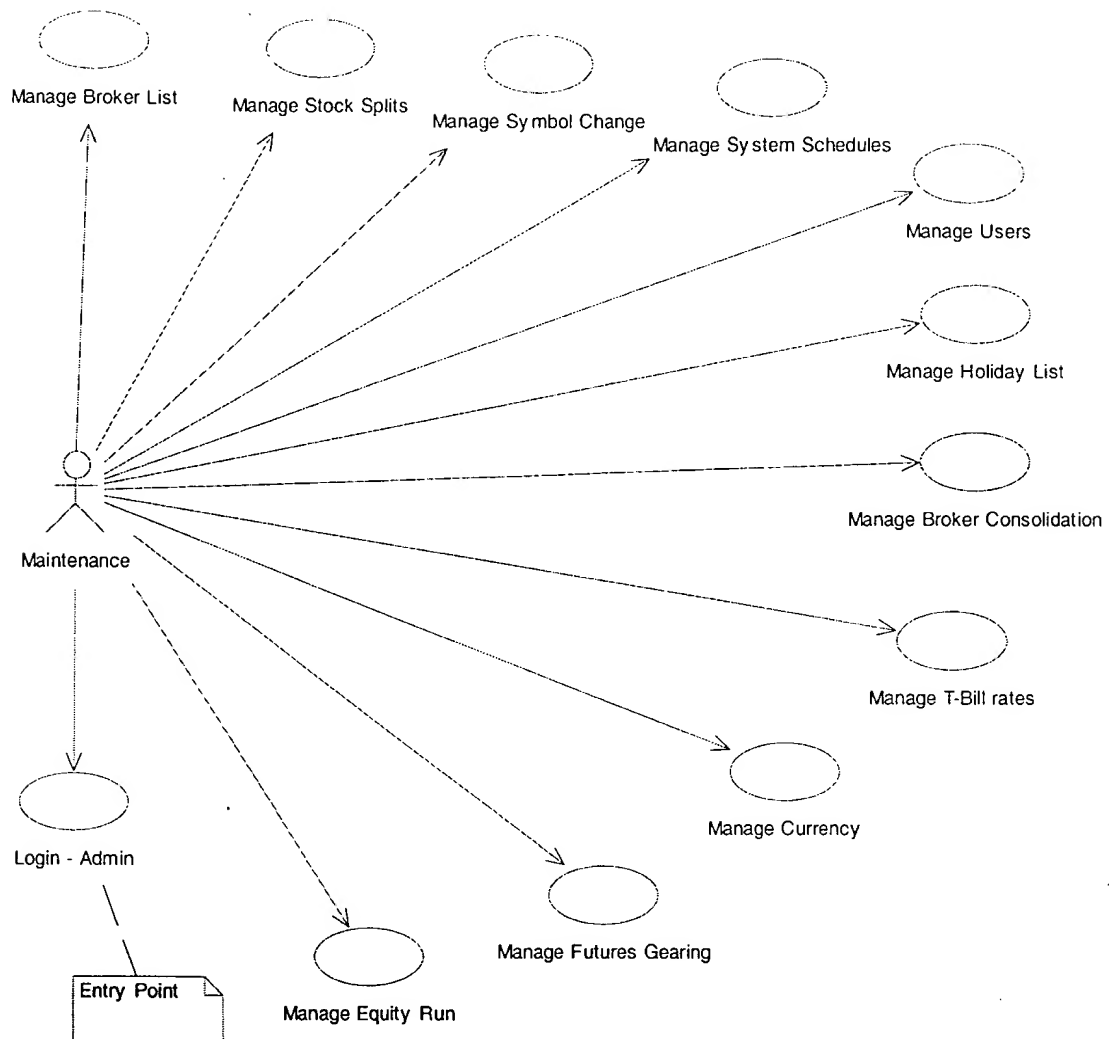 Manage Broker List
Manage Stock Splits
Manage Symbol Change
Manage System Schedules
Manage Users
Manage Holiday List
Manage Broker Consolidation
Maintenance
Manage T-Bill rates
Manage Currency
Login - Admin
Manage Futures Gearing
Entry Point
Manage Equity Run